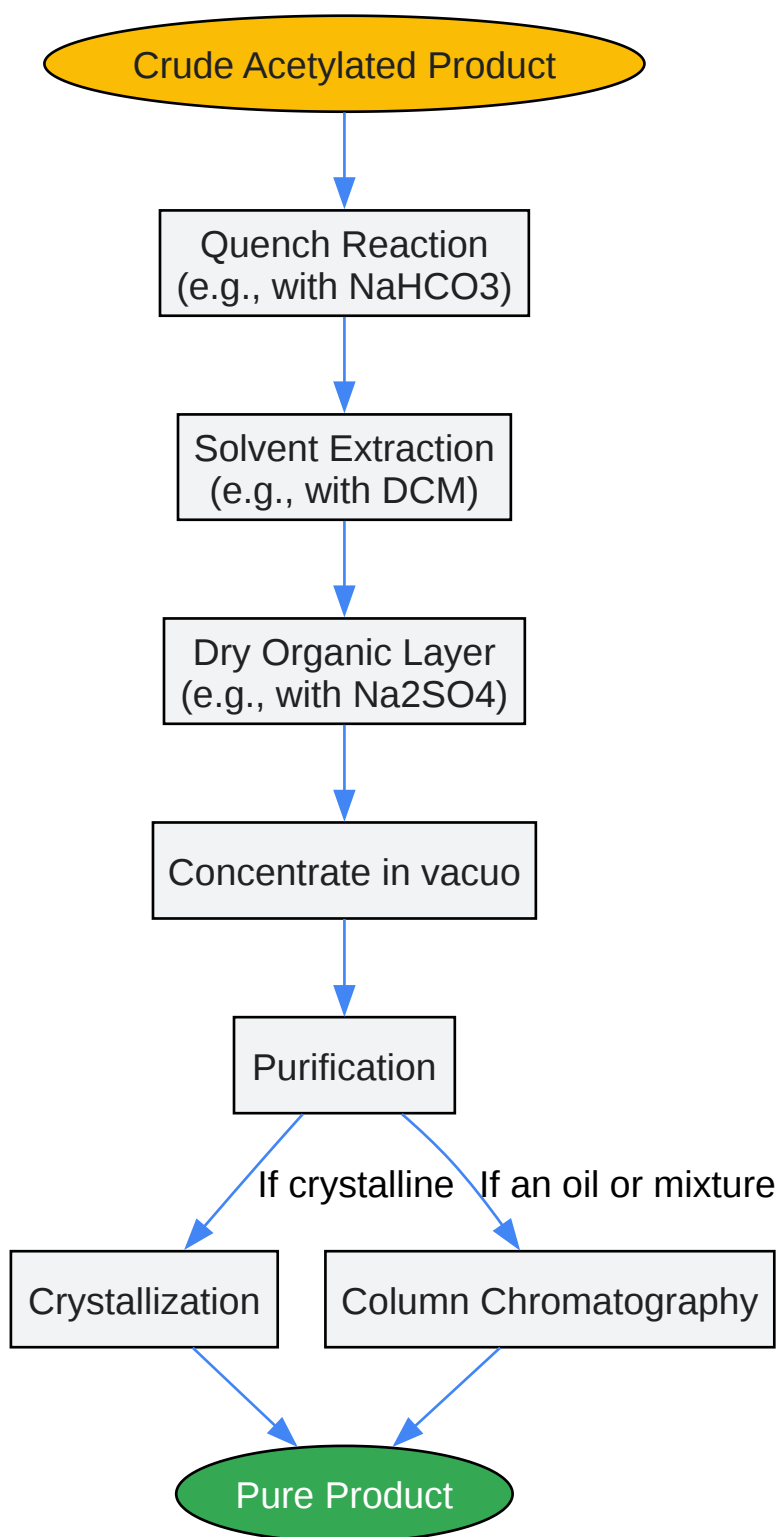 Crude Acetylated Product
Quench Reaction
(e.g., with NaHCO3)
Solvent Extraction
(e.g., with DCM)
Dry Organic Layer
(e.g., with Na2SO4)
Concentrate in vacuo
Purification
If crystalline
If an oil or mixture
Crystallization
Column Chromatography
Pure Product